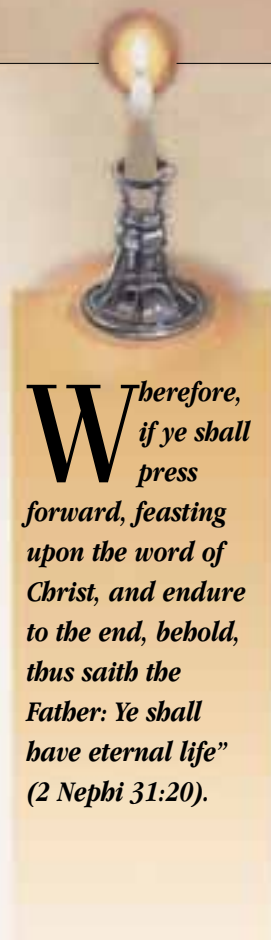 Wherefore,
if ye shall
press
forward, feasting
upon the word of
Christ, and endure
to the end, behold,
thus saith the
Father: Ye shall
have eternal life”
(2 Nephi 31:20).